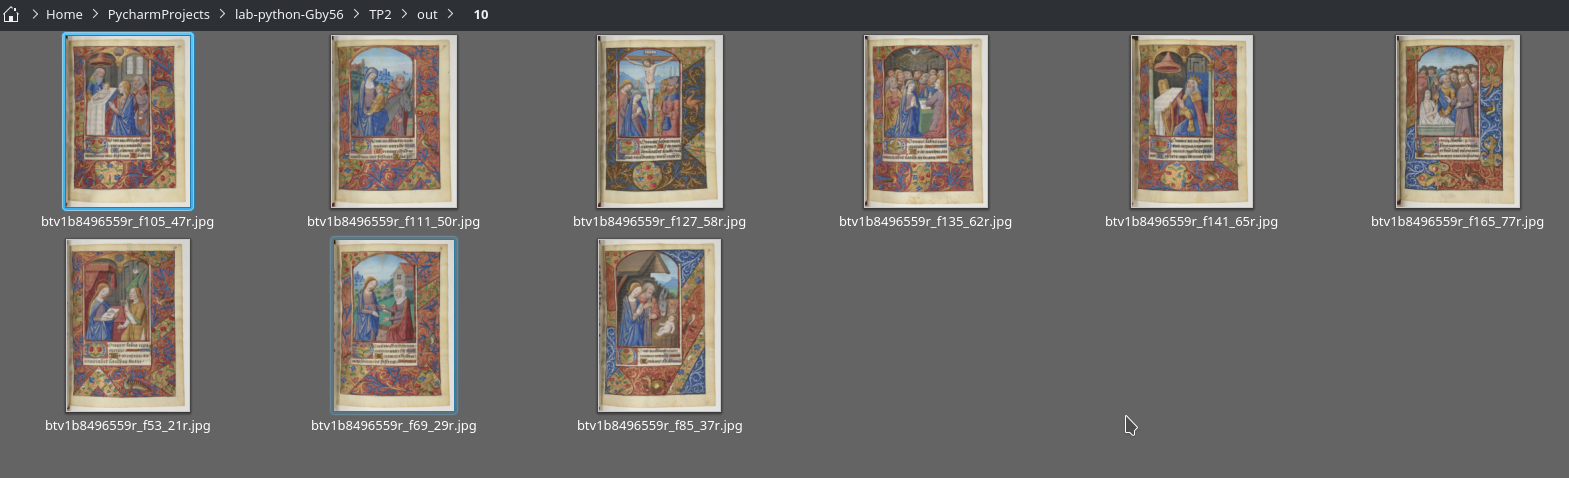 Home PycharmProjects lab-python-Gby56 TP2 out 10
btv1b8496559r_f105_47r.jpg btv1b8496559r_f111_50r.jpg btv1b8496559r_f127_58r.jpg btv1b8496559r_f135_62r.jpg btv1b8496559r_f141_65r.jpg btv1b8496559r_f165_77r.jpg
btv1b8496559r_f53_21r.jpg btv1b8496559r_f69_29r.jpg btv1b8496559r_f85_37r.jpg